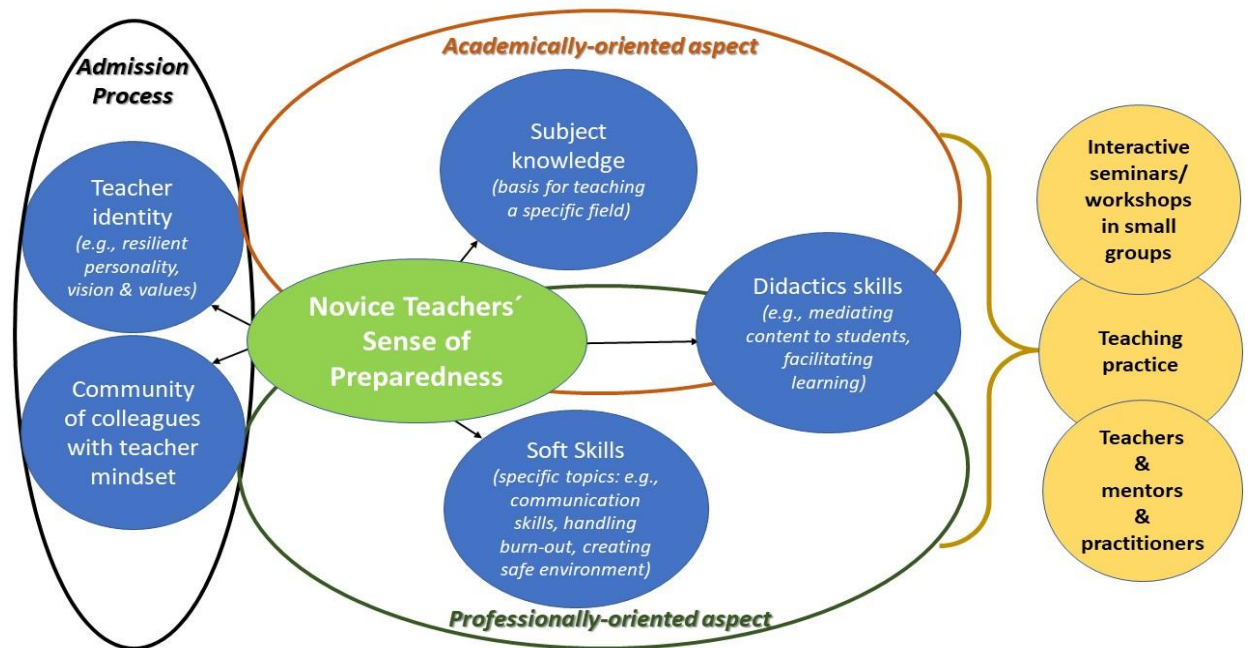 Academically-oriented aspect
Admission
Process
Teacher
identity
(e.g., resilient
personality,
vision & values)
Community
of colleagues
with teacher
mindset
Subject
knowledge
(basis for teaching
a specific field)
Novice Teachers´
Sense of
Preparedness
Didactics skills
(e.g., mediating
content to students,
facilitating
learning)
Soft Skills
(specific topics: e.g.,
communication
skills, handling
burn-out, creating
safe environment)
Professionally-oriented aspect
Interactive
seminars/
workshops
in small
groups
Teaching
practice
Teachers
&
mentors
&
practitioners